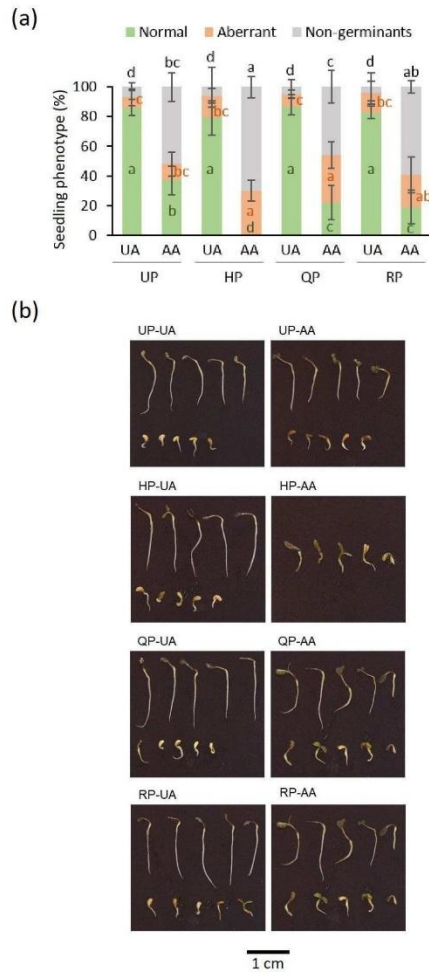 (a)
Normal Aberrant Non-germinants
d bc d a d c d ab
Seedling phenotype (%)
100
80
60
40
20
0
c bc bc a c a bc ab
a b a d a c a c
UA AA UA AA UA AA UA AA
UP HP QP RP
(b)
UP-UA UP-AA
HP-UA HP-AA
QP-UA QP-AA
RP-UA RP-AA
1 cm